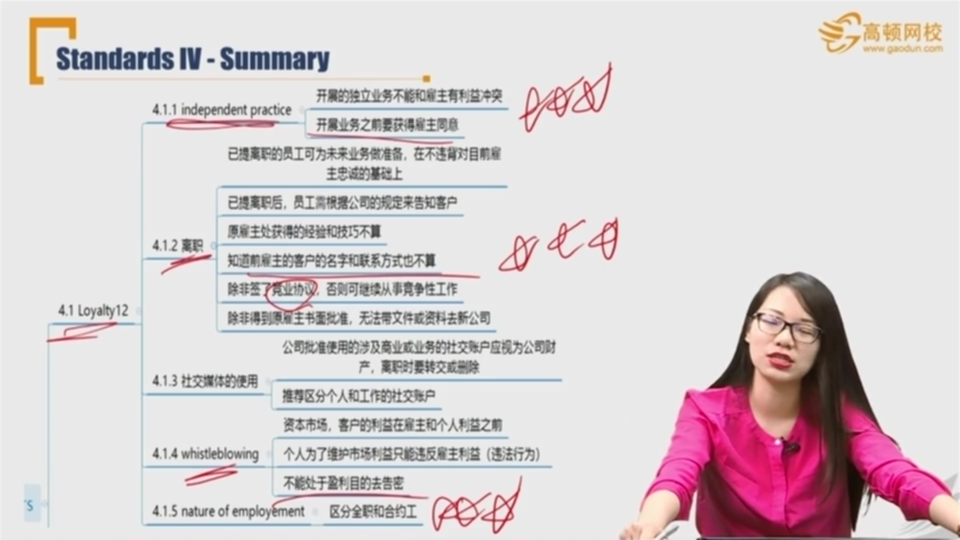 Standards IV - Summary
高顿网校
www.gaodun.com
4.1 Loyalty12
4.1.1 independent practice
开展的独立业务不能和雇主有利益冲突
开展业务之前要获得雇主同意
4.1.2 离职
已提离职的员工可为未来业务做准备，在不违背对目前雇
主忠诚的基础上
已提离职后，员工需根据公司的规定来告知客户
原雇主处获得的经验和技巧不算
知道前雇主的客户的名字和联系方式也不算
除非签了竞业协议，否则可继续从事竞争性工作
除非得到原雇主书面批准，无法带文件或资料去新公司
4.1.3 社交媒体的使用
公司批准使用的涉及商业或业务的社交账户应视为公司财
产，离职时要转交或删除
推荐区分个人和工作的社交账户
4.1.4 whistleblowing
资本市场，客户的利益在雇主和个人利益之前
个人为了维护市场利益只能违反雇主利益（违法行为）
不能处于盈利目的去告密
4.1.5 nature of employement
区分全职和合约工